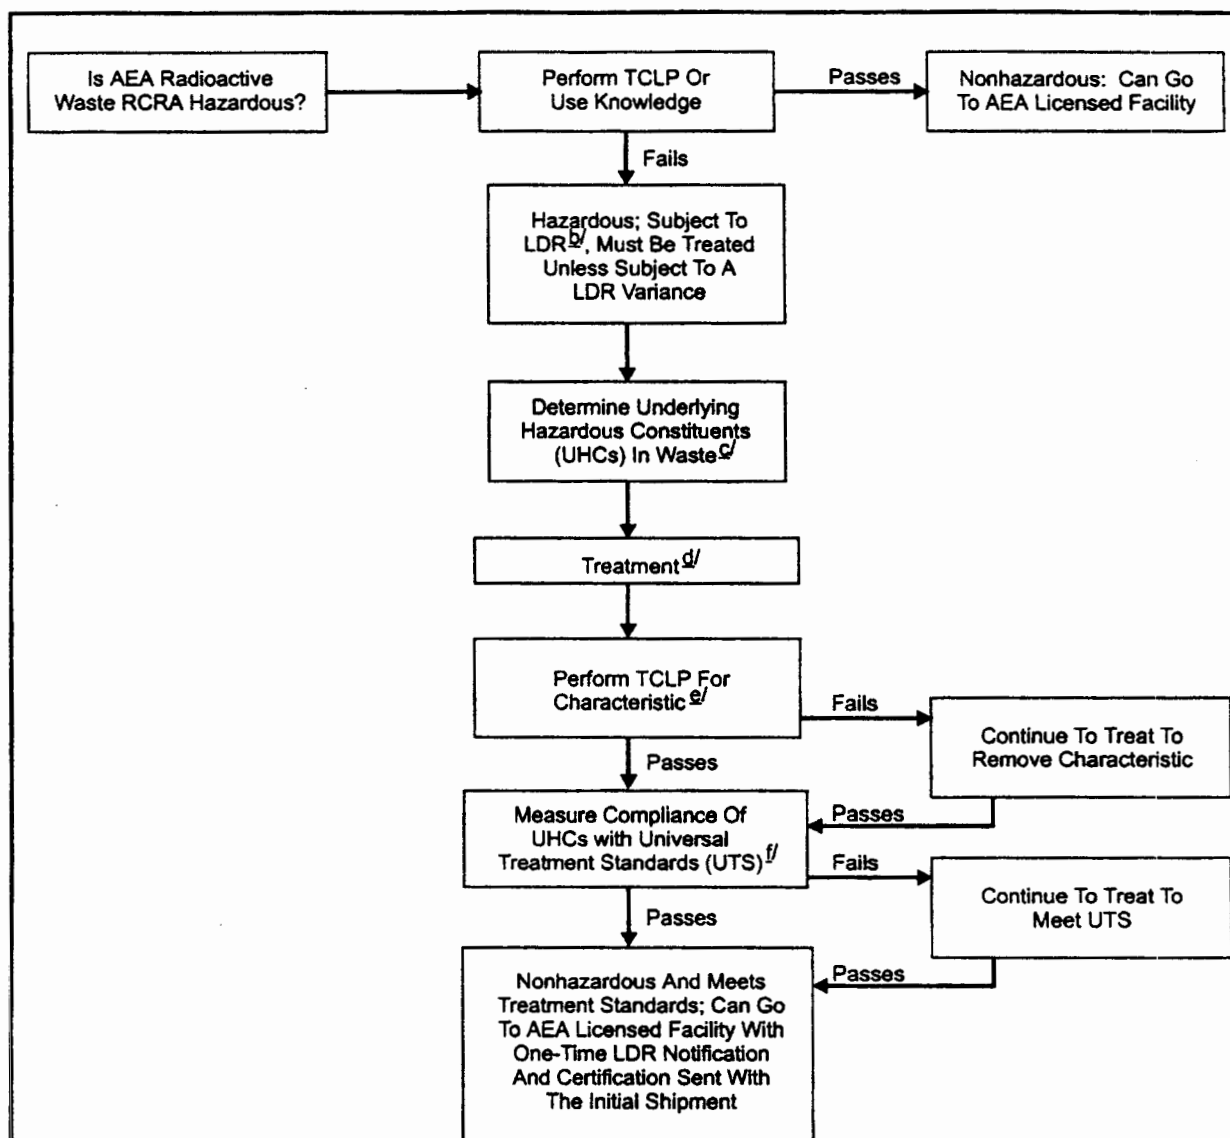 Is AEA Radioactive
Waste RCRA Hazardous?
Perform TCLP Or
Use Knowledge
Passes
Nonhazardous: Can Go
To AEA Licensed Facility
Fails
Hazardous; Subject To
LDR b/, Must Be Treated
Unless Subject To A
LDR Variance
Determine Underlying
Hazardous Constituents
(UHCs) In Waste c/
Treatment d/
Perform TCLP For
Characteristic e/
Fails
Continue To Treat To
Remove Characteristic
Passes
Passes
Measure Compliance Of
UHCs with Universal
Treatment Standards (UTS) f/
Fails
Continue To Treat To
Meet UTS
Passes
Passes
Nonhazardous And Meets
Treatment Standards; Can Go
To AEA Licensed Facility With
One-Time LDR Notification
And Certification Sent With
The Initial Shipment